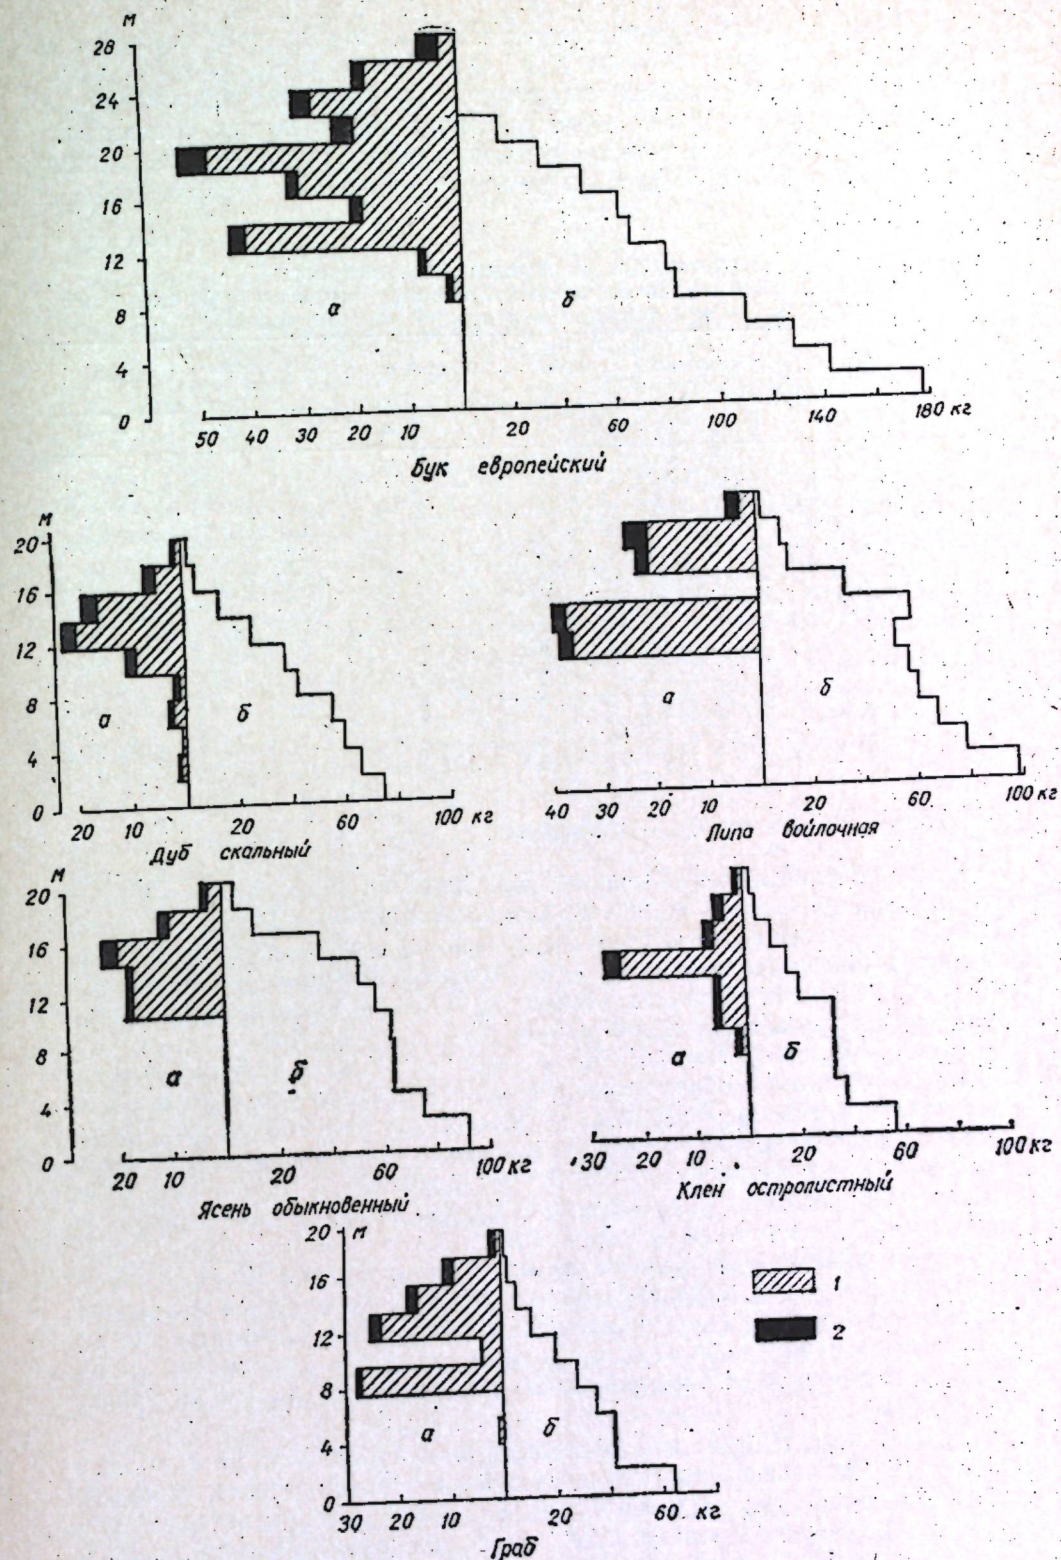 м
28
24
20
16
12
8
4
0
а б
50 40 30 20 10 20 60 100 140 180 кг
бук европейский
м
20
16
12
8
4
0
а б
20 10 20 60 100 кг
Дуб скальный
а б
40 30 20 10 20 60 100 кг
Липа войлочная
м
20
16
12
8
4
0
а б
20 10 20 60 100 кг
Ясень обыкновенный
а б
30 20 10 20 60 100 кг
Клен остролистный
20 м
16
12
8
4
0
а б
30 20 10 20 60 кг
Граб
1
2